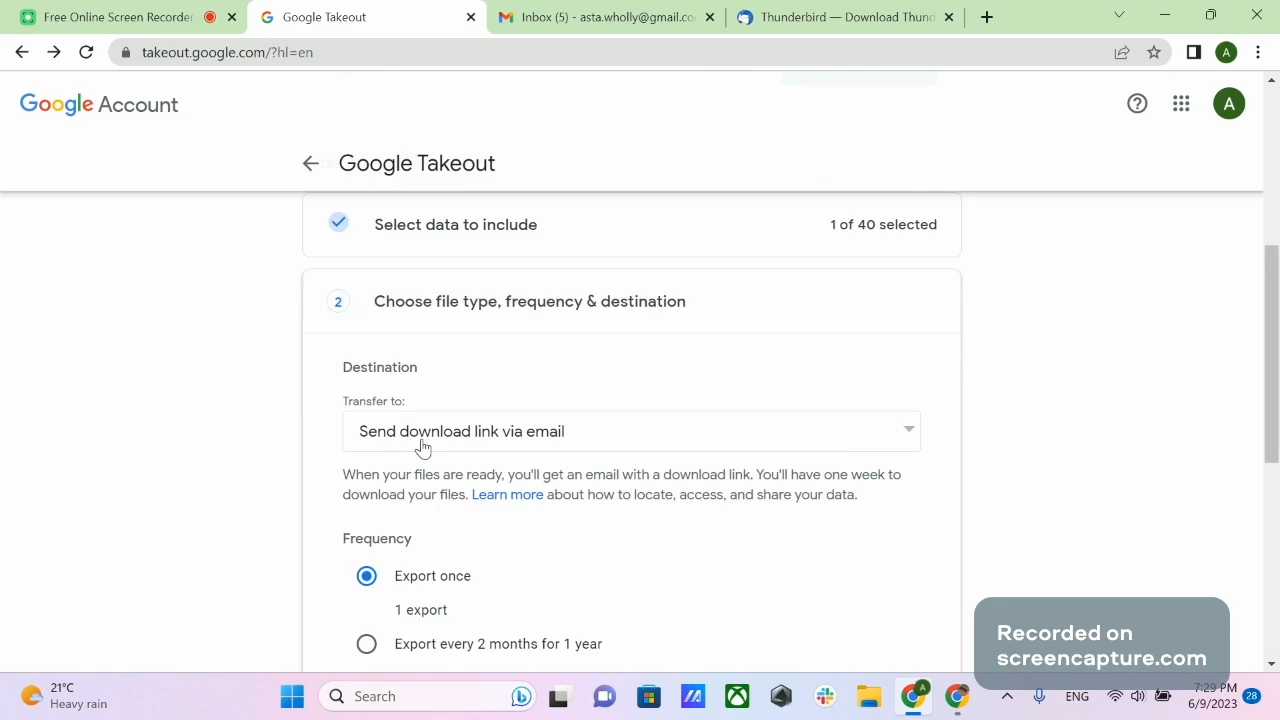 Free Online Screen Recorder
Google Takeout
Inbox (5) - asta.wholly@gmail.co
Thunderbird — Download Thund
takeout.google.com/?hl=en
A
Google Account
A
Google Takeout
Select data to include
1 of 40 selected
2
Choose file type, frequency & destination
Destination
Transfer to:
Send download link via email
When your files are ready, you'll get an email with a download link. You'll have one week to
download your files. Learn more about how to locate, access, and share your data.
Frequency
Export once
1 export
Export every 2 months for 1 year
Recorded on
screencapture.com
21°C
Heavy rain
Search
A
ENG
7:29 PM
6/9/2023
28